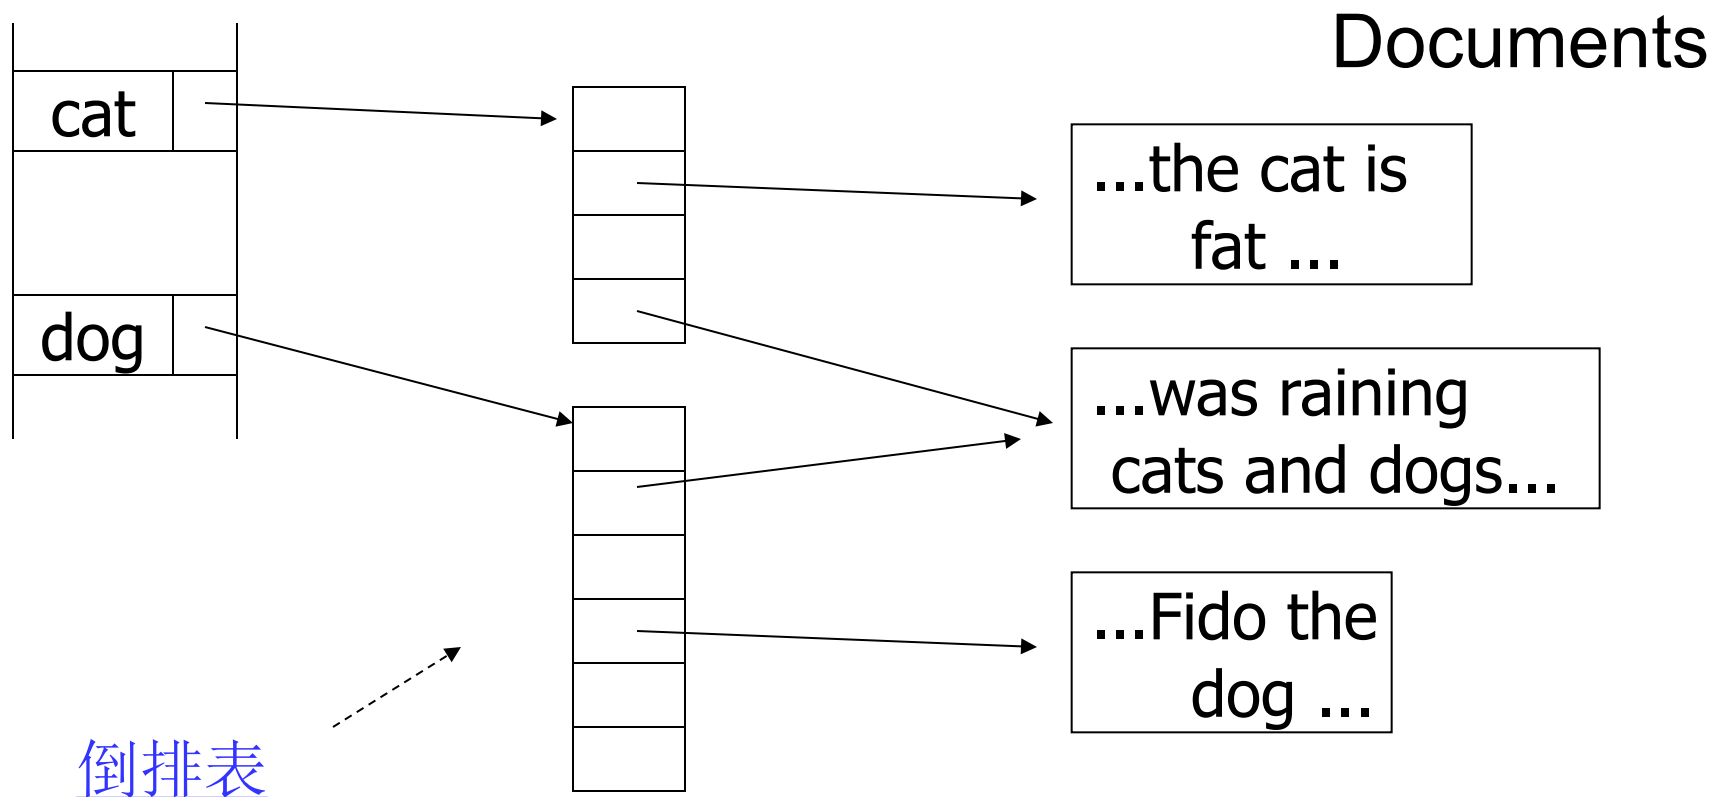 Documents
cat
dog
...the cat is
fat ...
...was raining
cats and dogs...
...Fido the
dog ...
倒排表